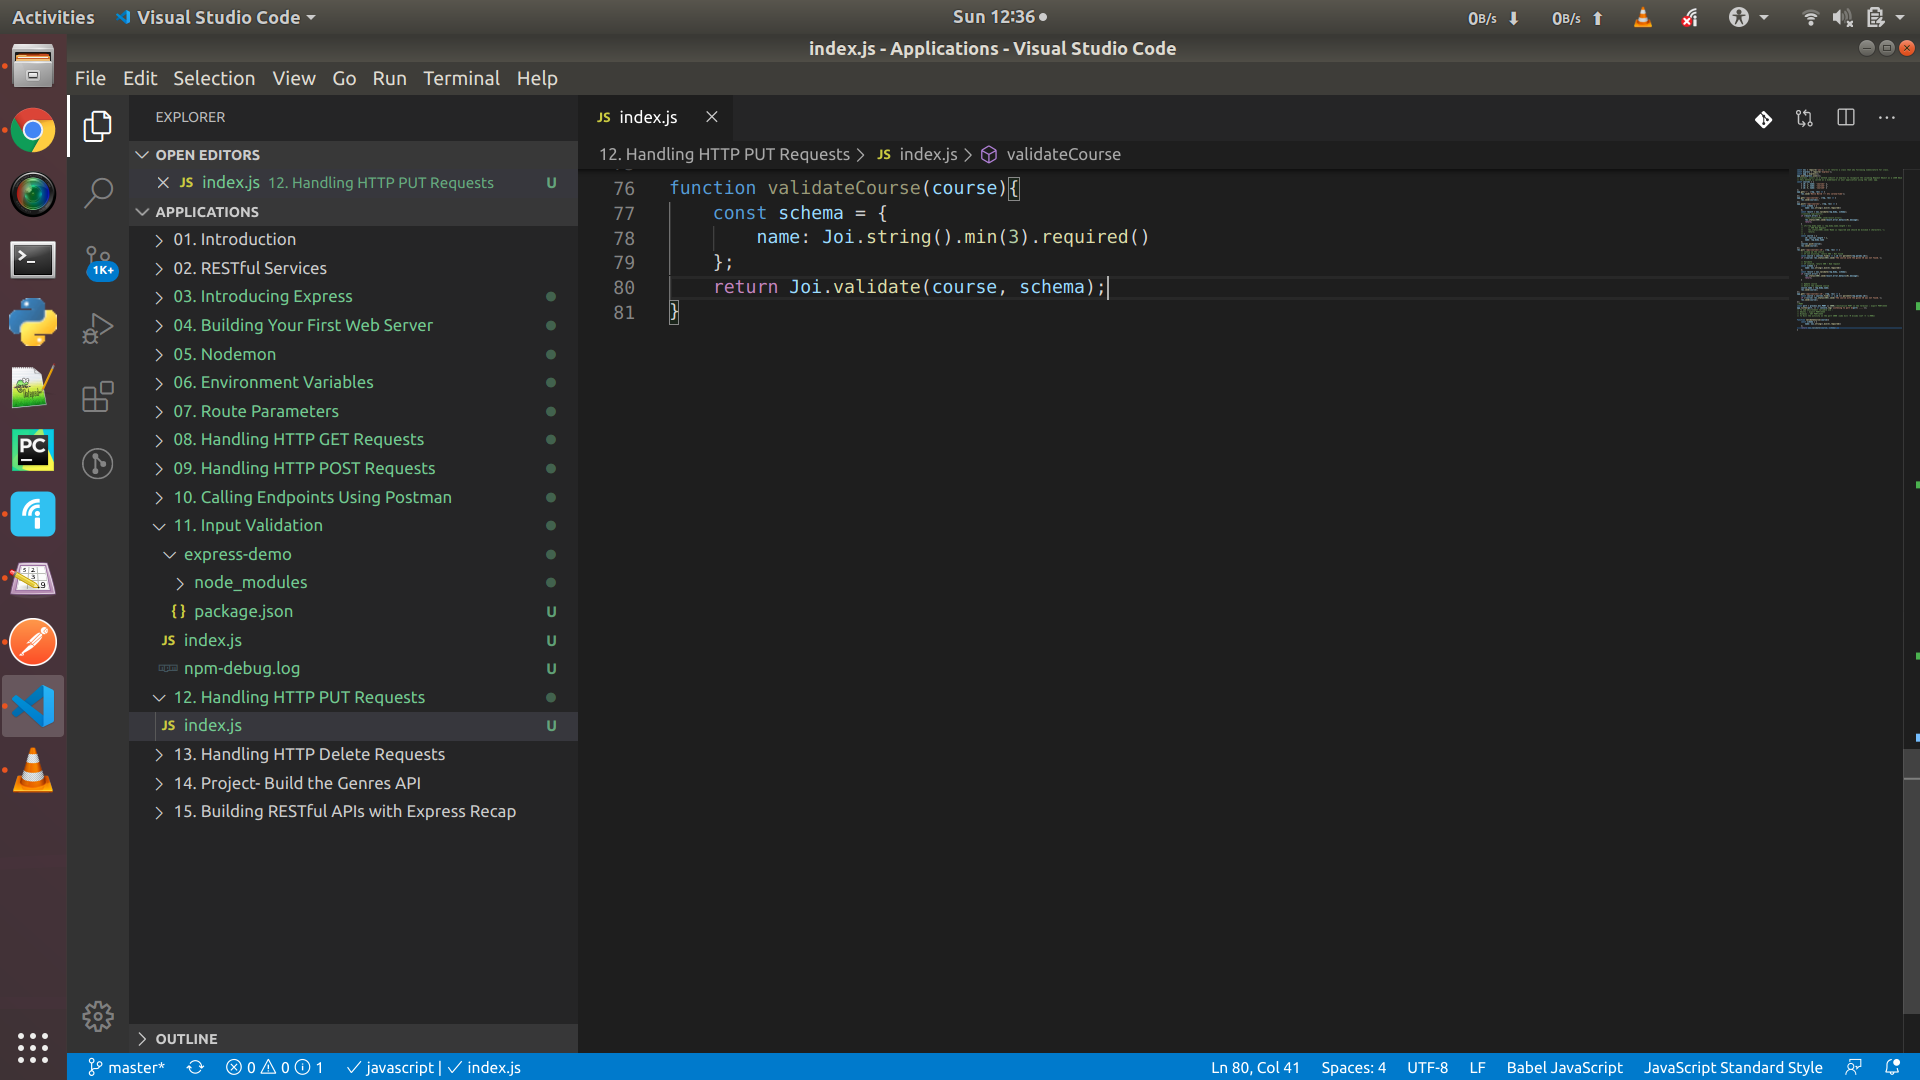 Activities
Visual Studio Code
Sun 12:36
0B/s
0B/s
index.js - Applications - Visual Studio Code
File Edit Selection View Go Run Terminal Help
EXPLORER
JS index.js
OPEN EDITORS
12. Handling HTTP PUT Requests > JS index.js > validateCourse
JS index.js 12. Handling HTTP PUT Requests U
APPLICATIONS
01. Introduction
02. RESTful Services
03. Introducing Express
04. Building Your First Web Server
05. Nodemon
06. Environment Variables
07. Route Parameters
08. Handling HTTP GET Requests
09. Handling HTTP POST Requests
10. Calling Endpoints Using Postman
11. Input Validation
express-demo
node_modules
{} package.json U
JS index.js U
npm-debug.log U
12. Handling HTTP PUT Requests
JS index.js U
13. Handling HTTP Delete Requests
14. Project- Build the Genres API
15. Building RESTful APIs with Express Recap
OUTLINE
1K+
PC
76 function validateCourse(course){
77 const schema = {
78 name: Joi.string().min(3).required()
79 };
80 return Joi.validate(course, schema);
81 }
master* 0 0 1 javascript | index.js
Ln 80, Col 41 Spaces: 4 UTF-8 LF Babel JavaScript JavaScript Standard Style